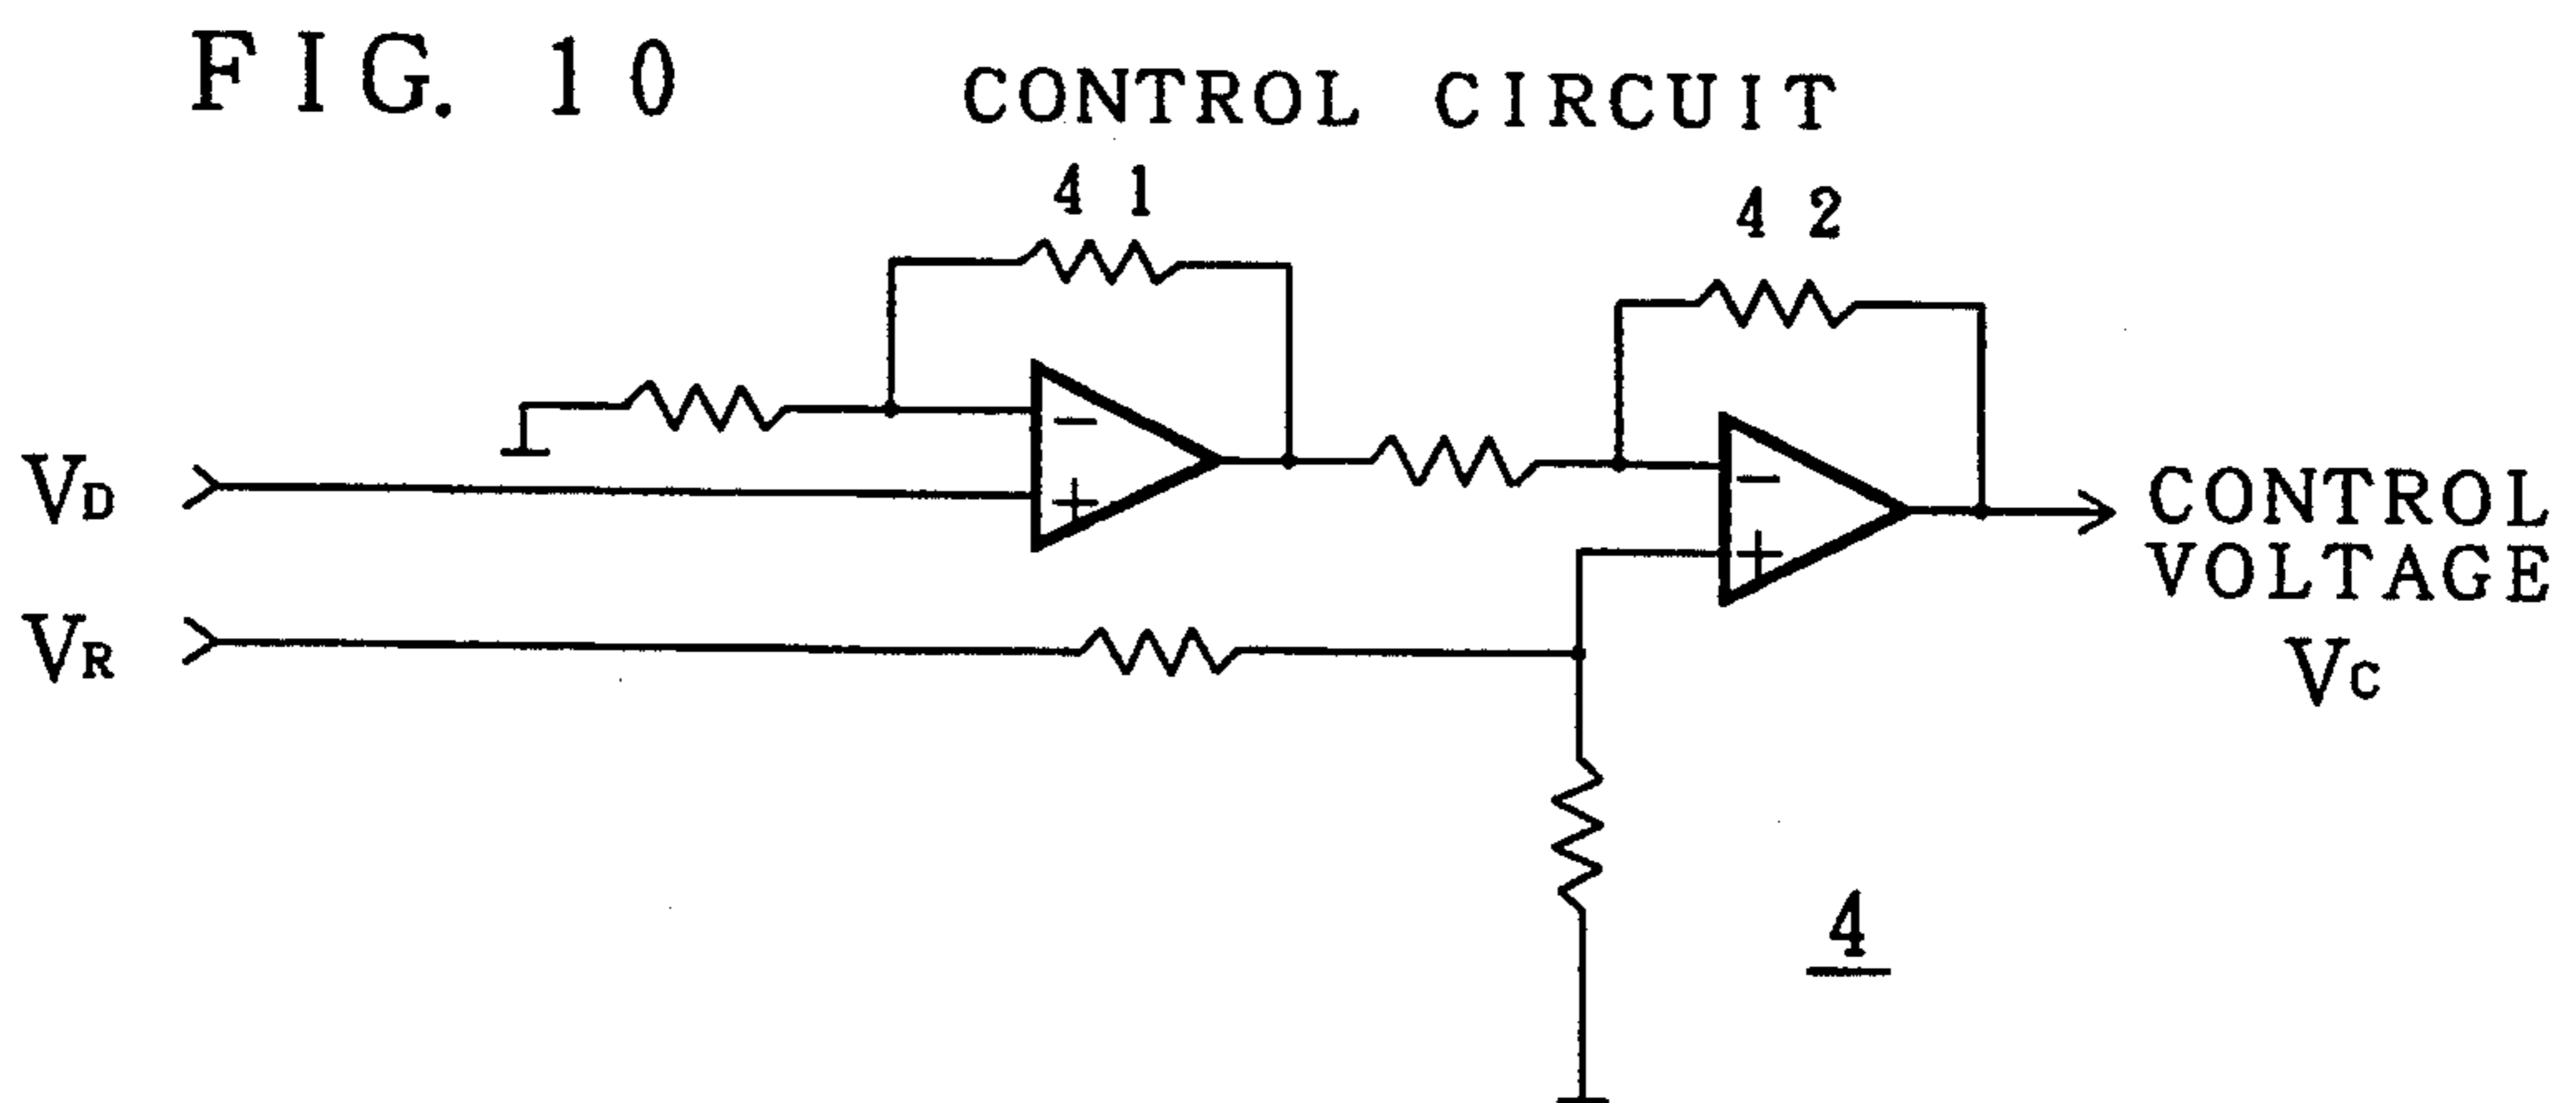 FIG. 10
CONTROL CIRCUIT
41
42
−
+
−
+
VD
VR
CONTROL
VOLTAGE
VC
4